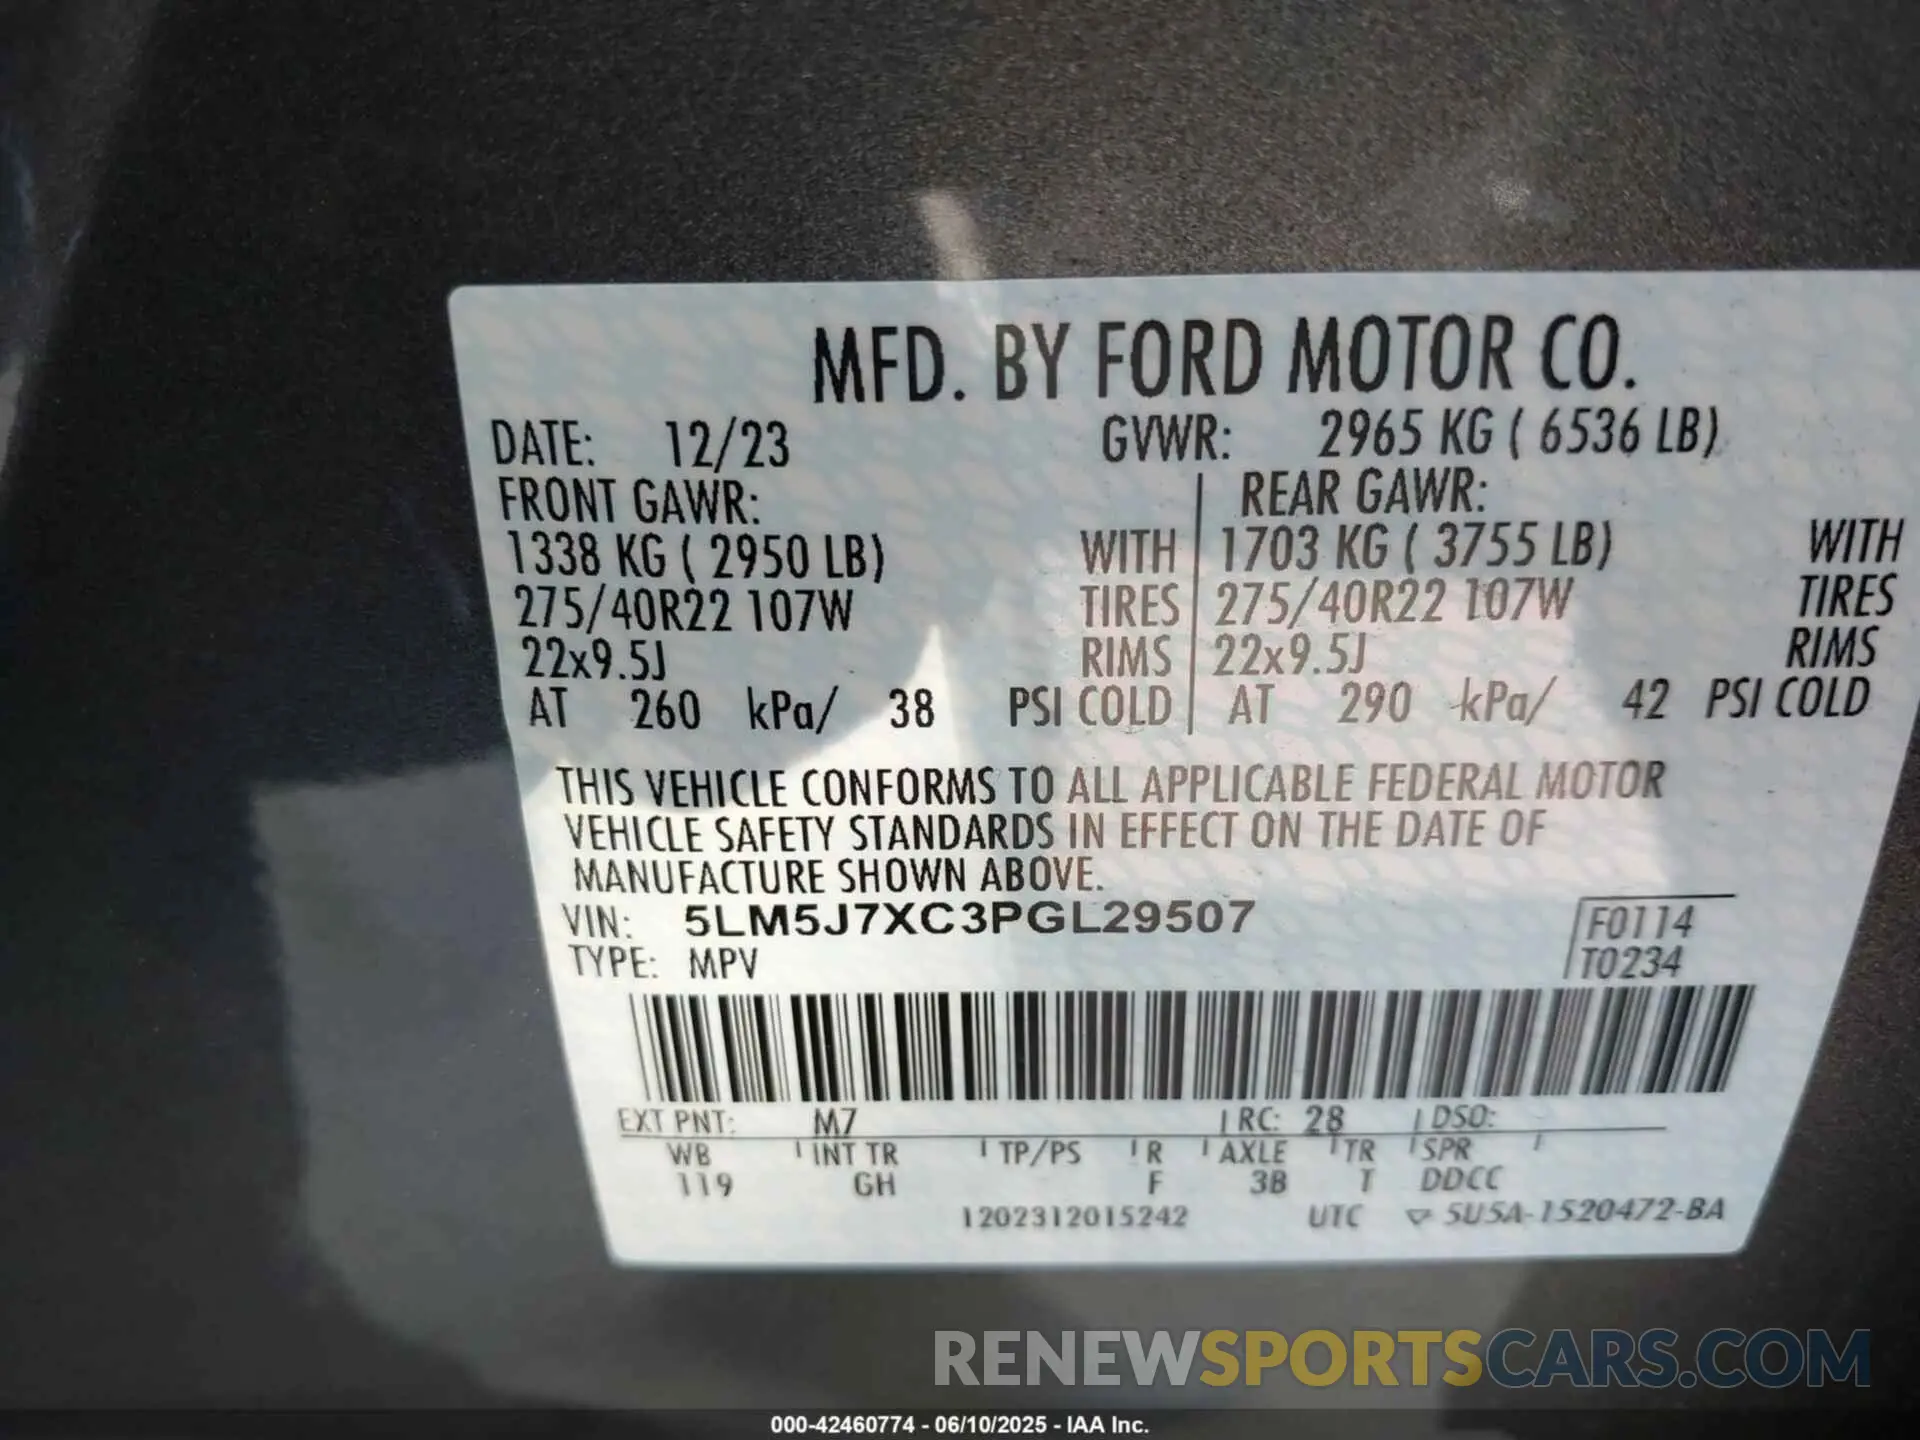 MFD. BY FORD MOTOR CO.
DATE: 12/23 GVWR: 2965 KG ( 6536 LB)
FRONT GAWR: REAR GAWR:
1338 KG ( 2950 LB) WITH 1703 KG ( 3755 LB) WITH
275/40R22 107W TIRES 275/40R22 107W TIRES
22x9.5J RIMS 22x9.5J RIMS
AT 260 kPa/ 38 PSI COLD AT 290 kPa/ 42 PSI COLD
THIS VEHICLE CONFORMS TO ALL APPLICABLE FEDERAL MOTOR
VEHICLE SAFETY STANDARDS IN EFFECT ON THE DATE OF
MANUFACTURE SHOWN ABOVE.
VIN: 5LM5J7XC3PGL29507 F0114
TYPE: MPV T0234
EXT PNT: M7 RC: 28 DSO:
WB INT TR TP/PS R AXLE TR SPR
119 GH F 3B T DDCC
1202312015242 UTC 5U5A-1520472-BA
RENEWSPORTSCARS.COM
000-42460774 - 06/10/2025 - IAA Inc.